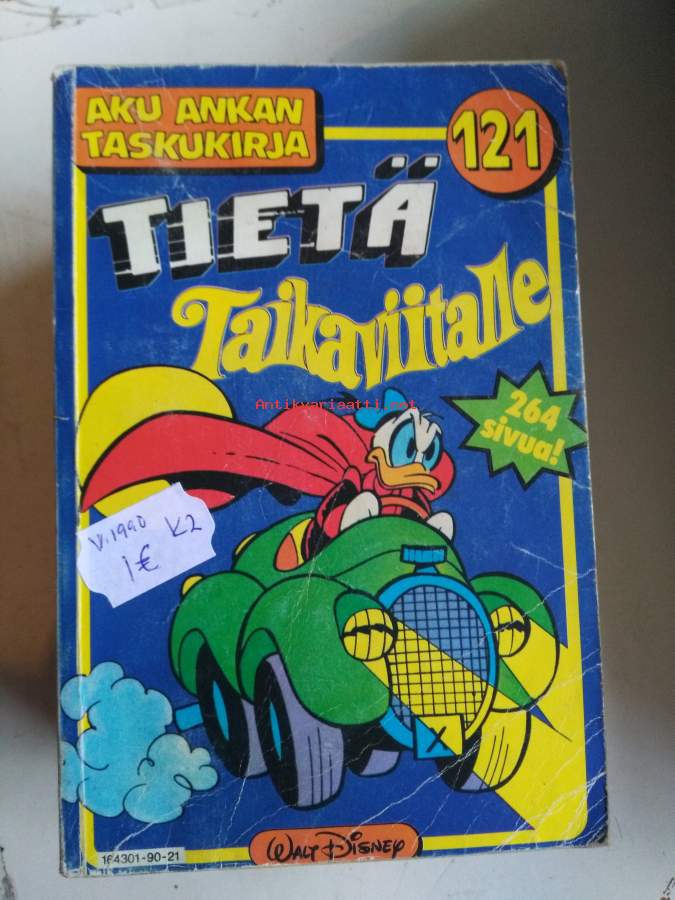 AKU ANKAN
TASKUKIRJA
121
TIETÄ
Taikaviitalle
264
sivua!
Antikvariaatti.net
V.1990 K2
1€
X
WALT DISNEY
164301-90-21